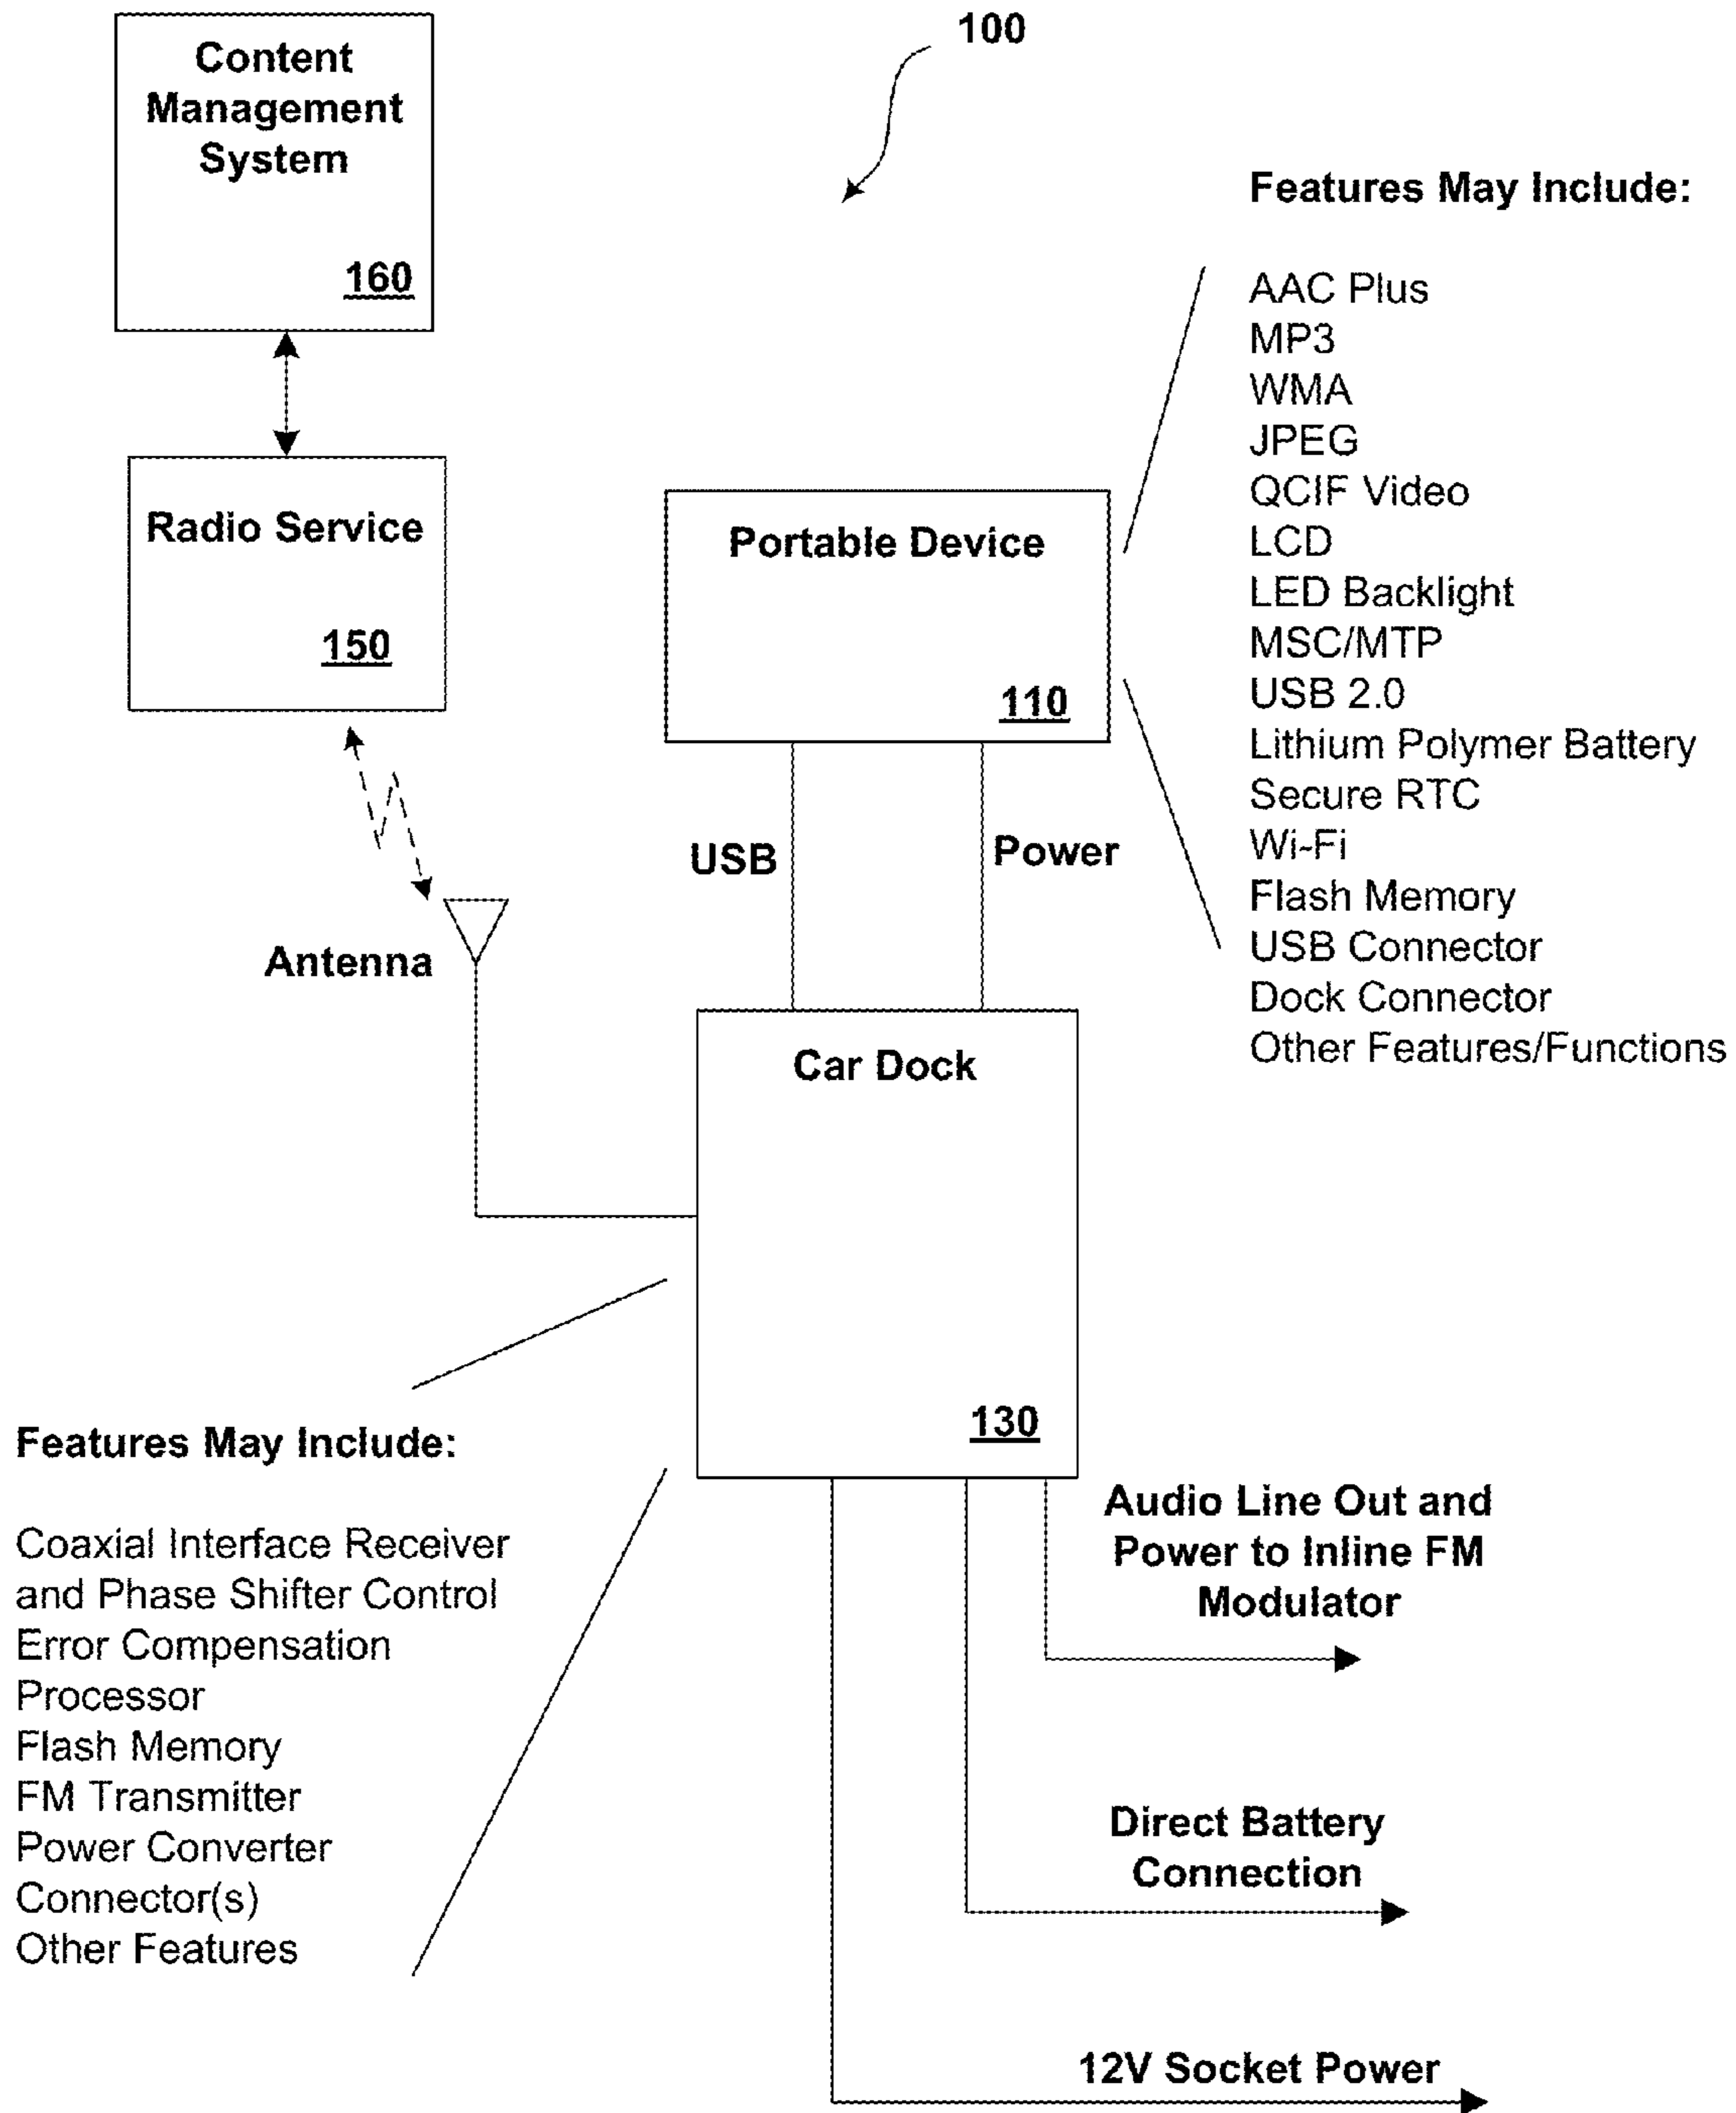 100
Content
Management
System
160
Radio Service
150
Portable Device
110
Features May Include:
AAC Plus
MP3
WMA
JPEG
QCIF Video
LCD
LED Backlight
MSC/MTP
USB 2.0
Lithium Polymer Battery
Secure RTC
Wi-Fi
Flash Memory
USB Connector
Dock Connector
Other Features/Functions
USB
Power
Antenna
Car Dock
130
Features May Include:
Coaxial Interface Receiver
and Phase Shifter Control
Error Compensation
Processor
Flash Memory
FM Transmitter
Power Converter
Connector(s)
Other Features
Audio Line Out and
Power to Inline FM
Modulator
Direct Battery
Connection
12V Socket Power